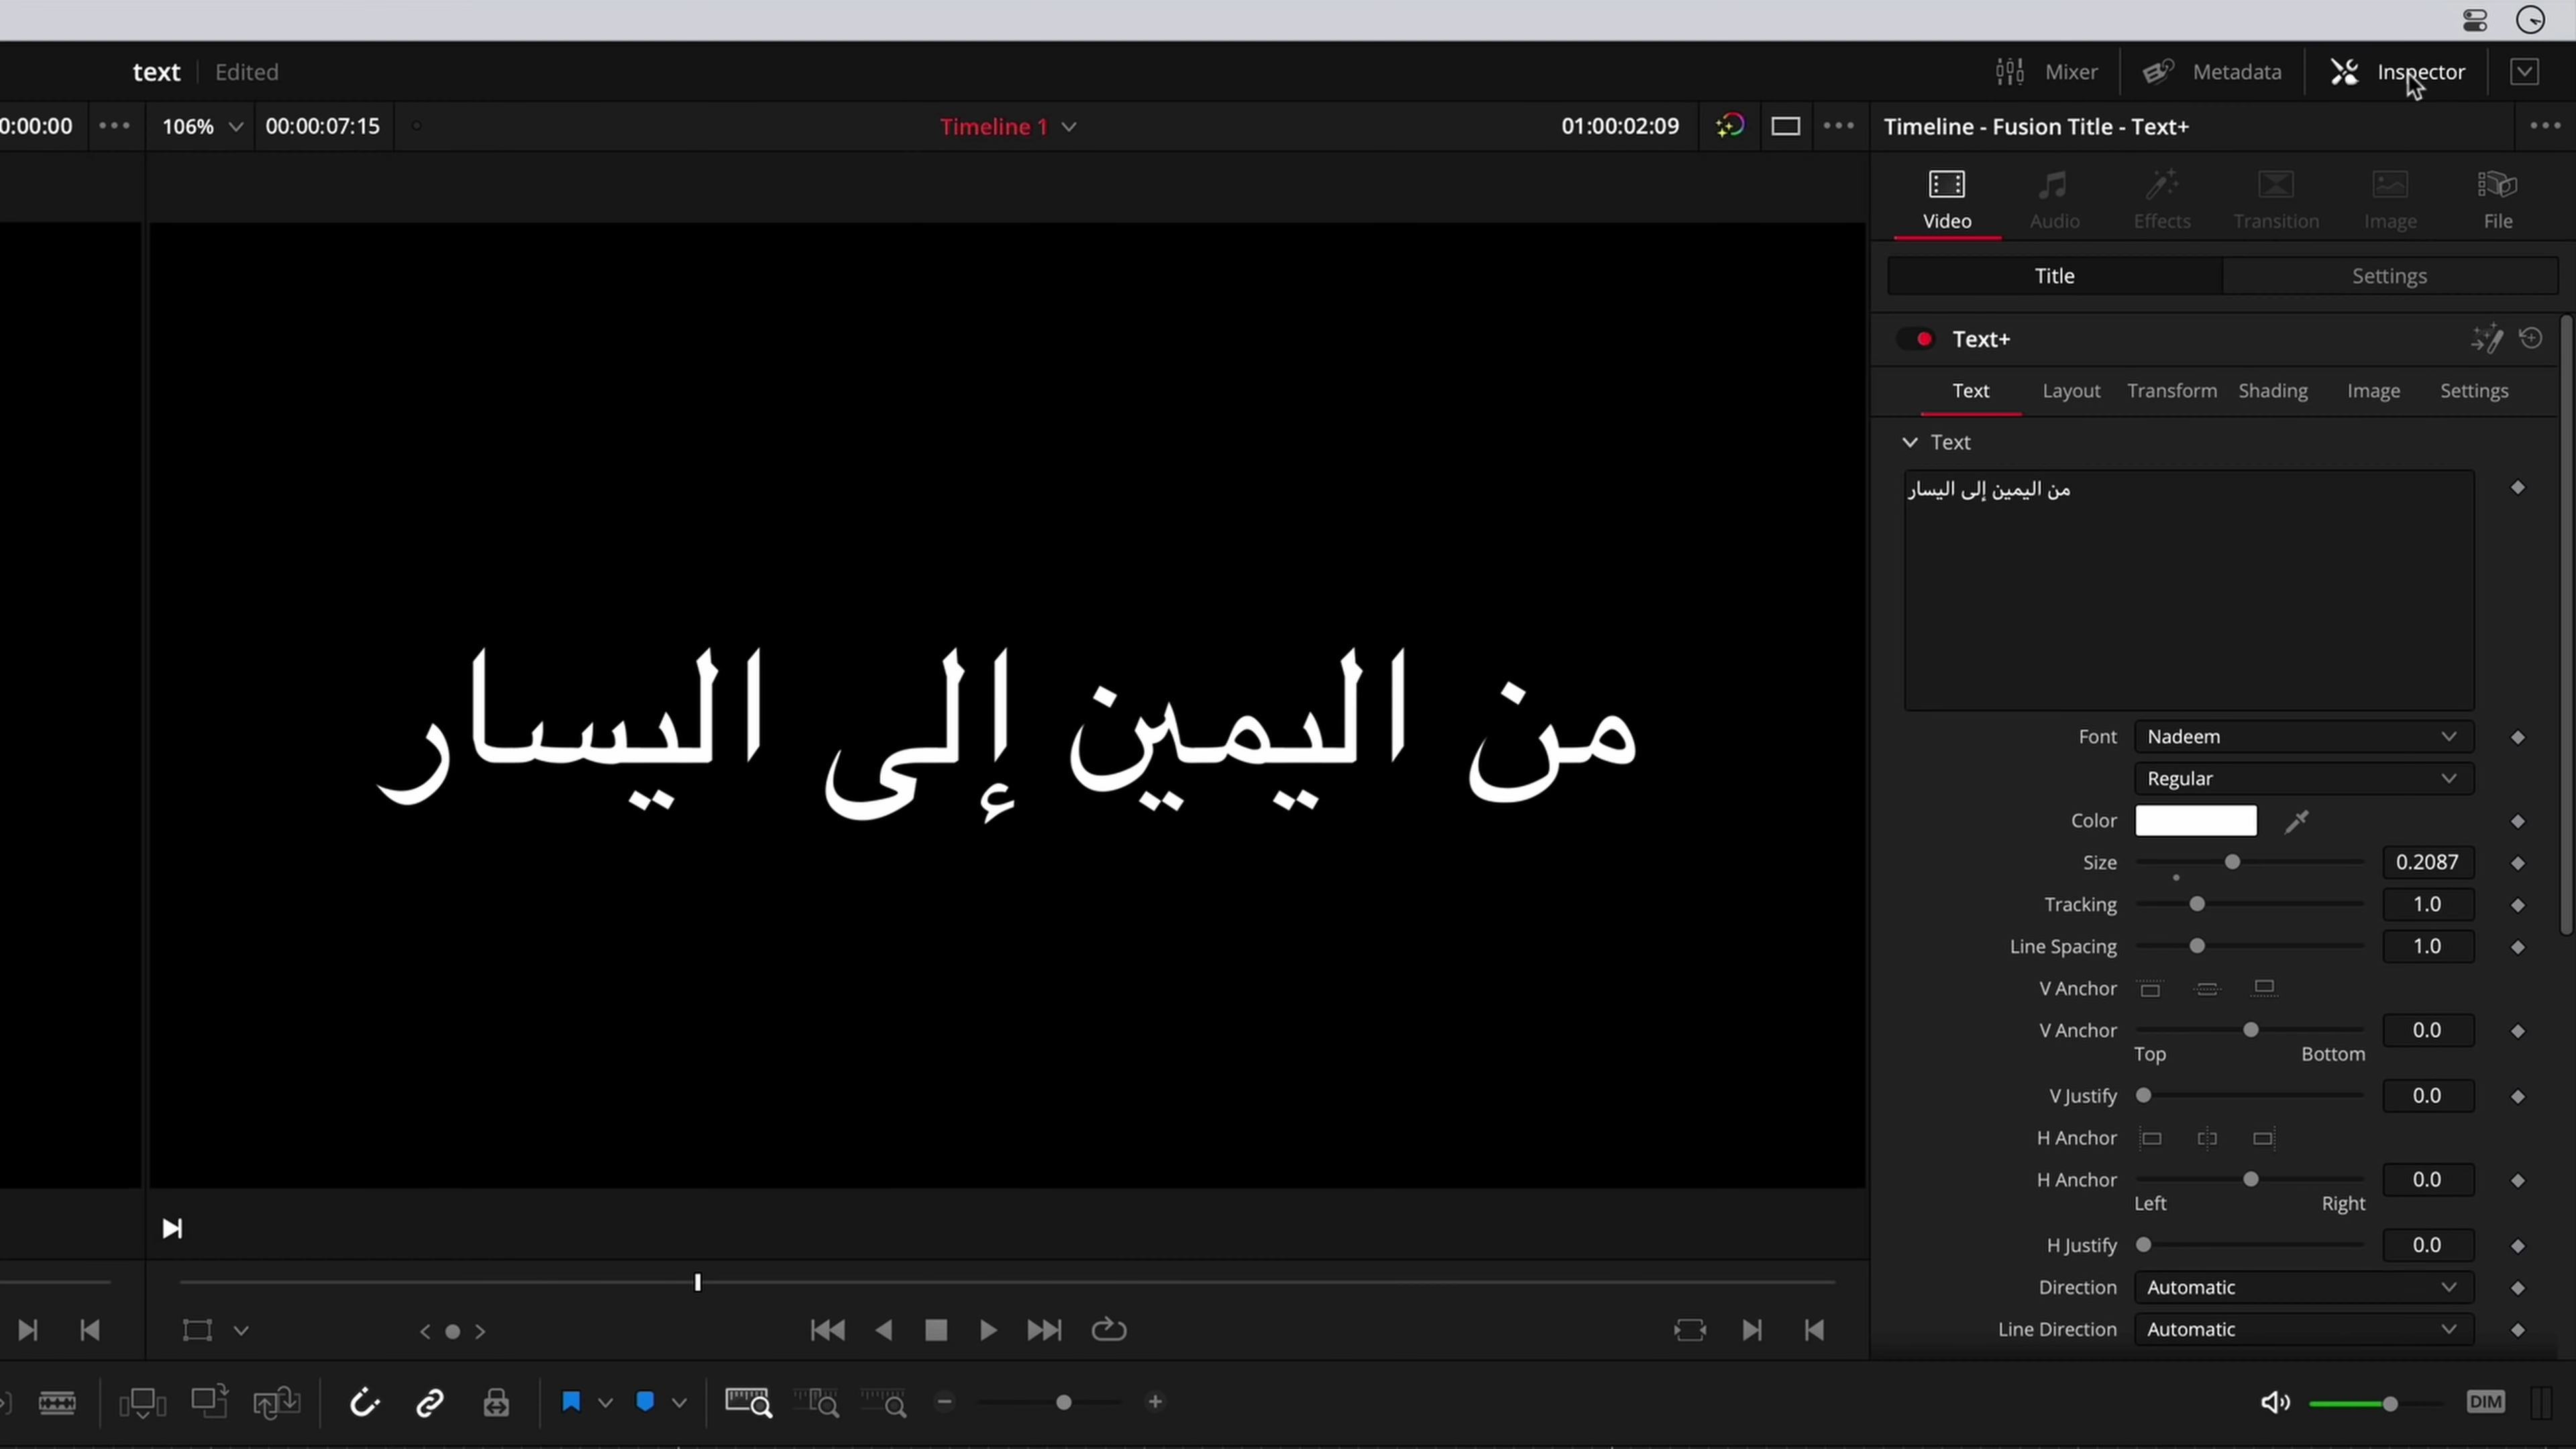 text Edited Mixer Metadata Inspector
0:00:00 106% 00:00:07:15 Timeline 1 01:00:02:09 Timeline - Fusion Title - Text+
Video Audio Effects Transition Image File
Title Settings
Text+
Text Layout Transform Shading Image Settings
Text
من اليمين إلى اليسار
من اليمين إلى اليسار
Font Nadeem
Regular
Color
Size 0.2087
Tracking 1.0
Line Spacing 1.0
V Anchor
V Anchor 0.0
Top Bottom
V Justify 0.0
H Anchor
H Anchor 0.0
Left Right
H Justify 0.0
Direction Automatic
Line Direction Automatic
DIM